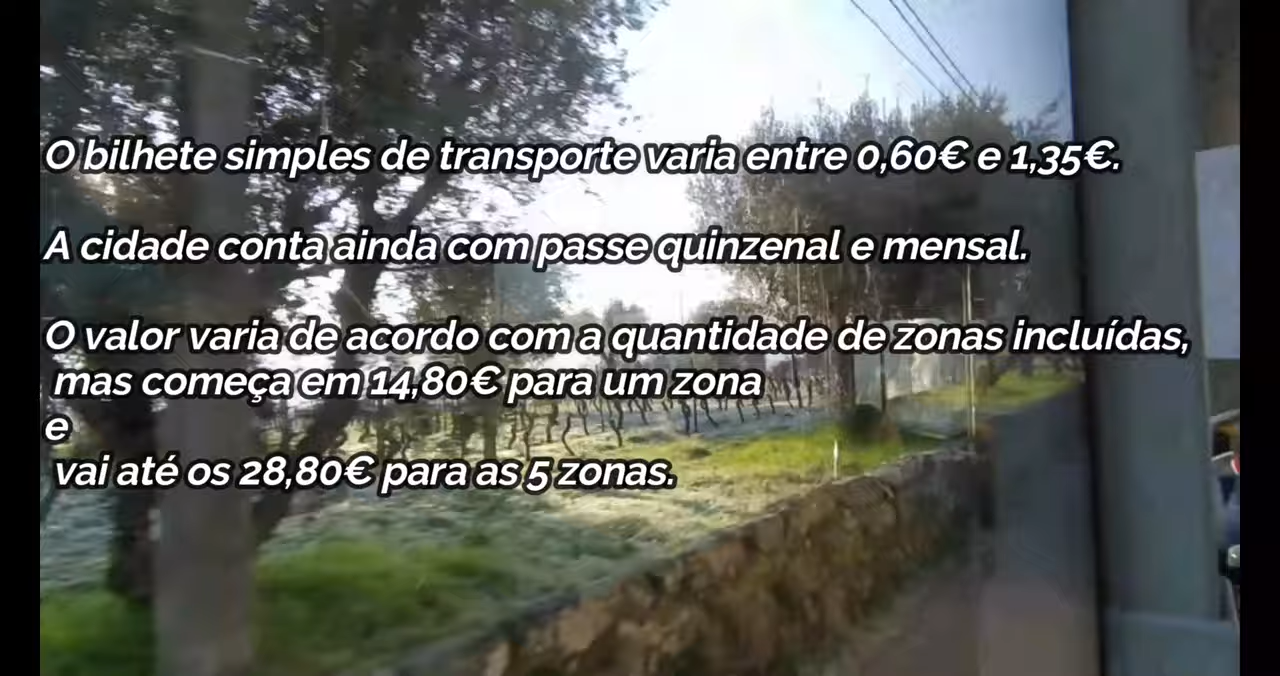 O bilhete simples de transporte varia entre 0,60€ e 1,35€.
A cidade conta ainda com passe quinzenal e mensal.
O valor varia de acordo com a quantidade de zonas incluídas,
mas começa em 14,80€ para um zona
e
vai até os 28,80€ para as 5 zonas.